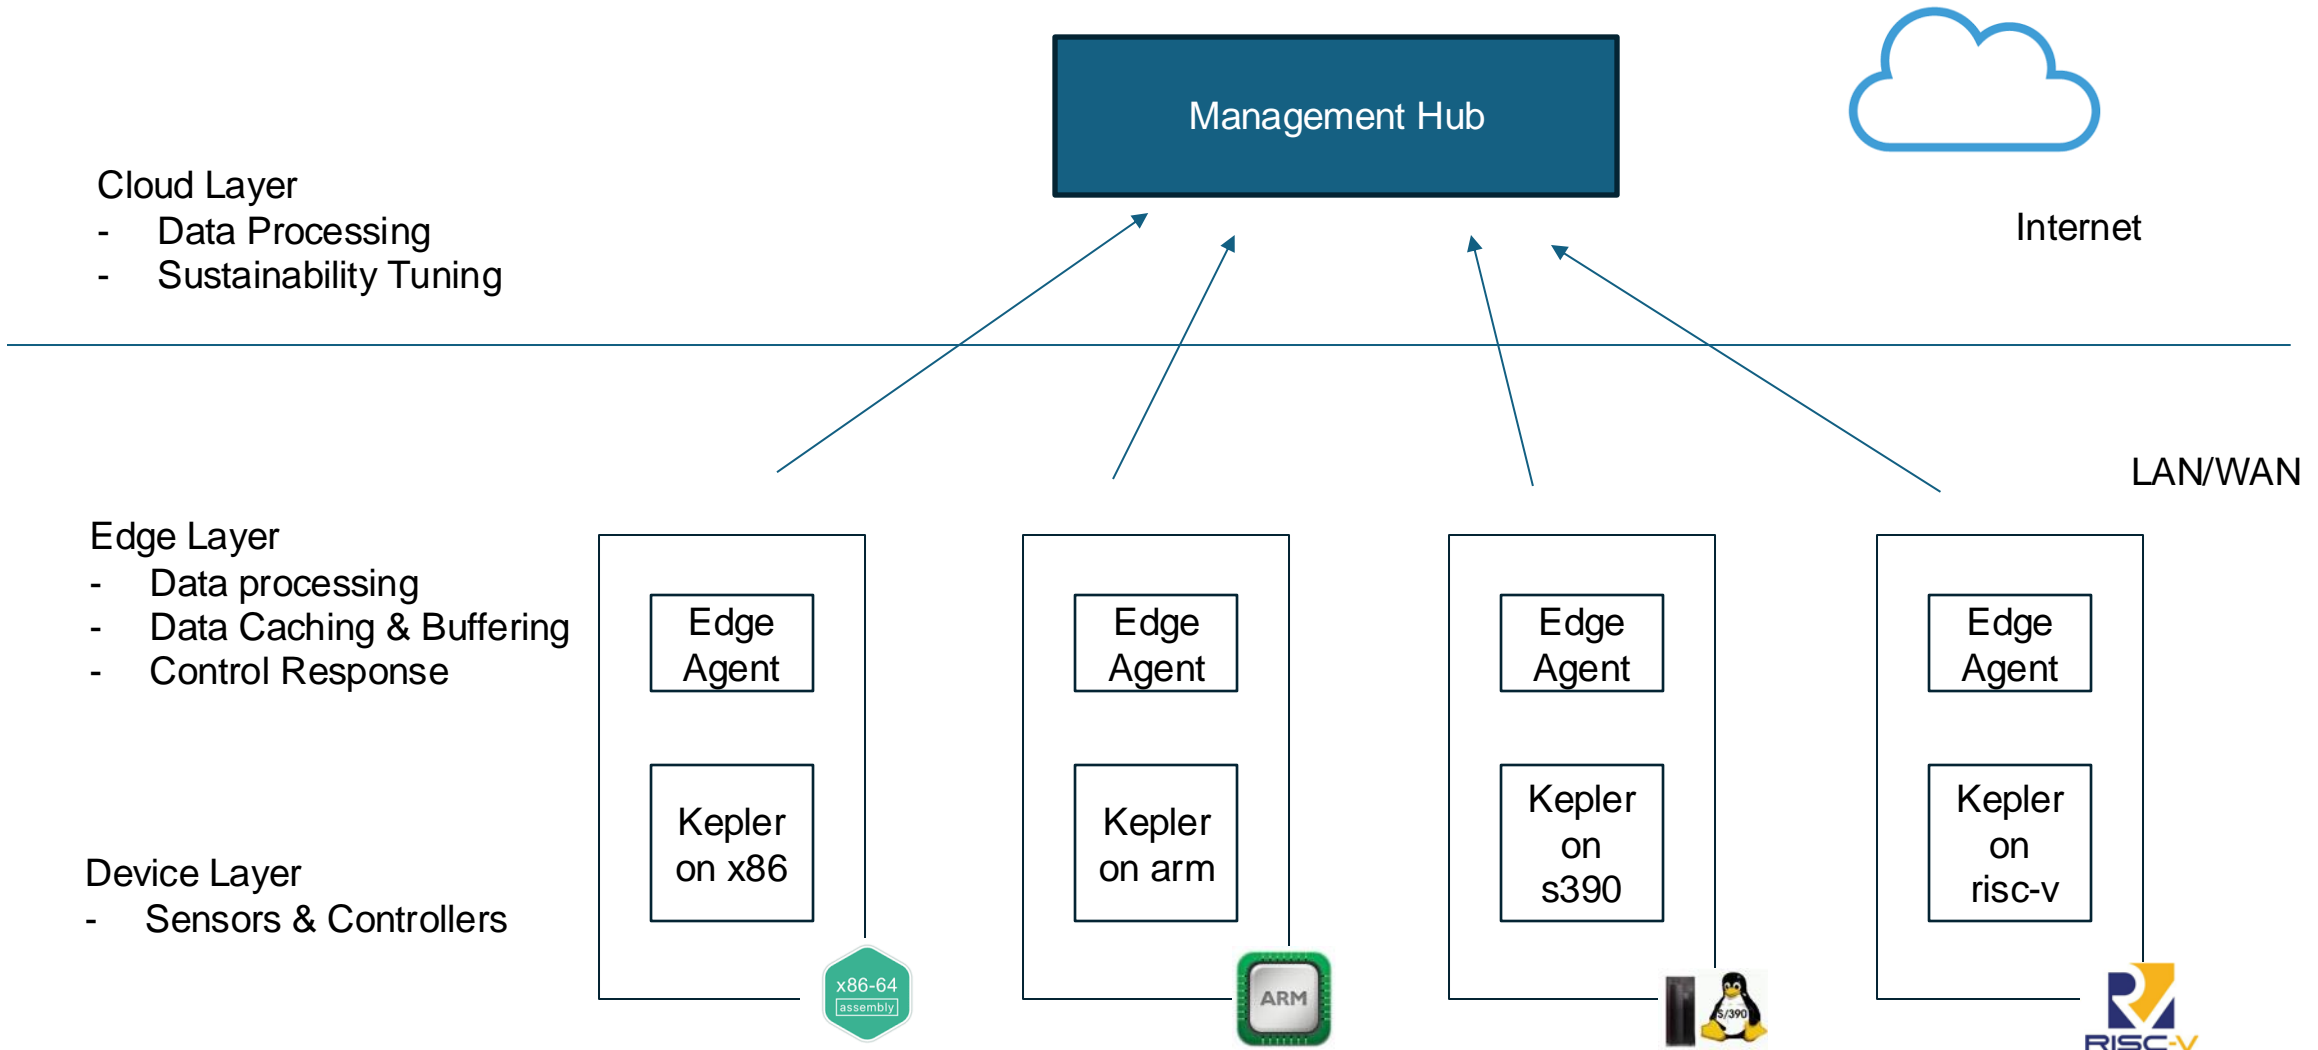 Management Hub
Cloud Layer
- Data Processing
- Sustainability Tuning
Internet
LAN/WAN
Edge Layer
- Data processing
- Data Caching & Buffering
- Control Response
Edge
Agent
Edge
Agent
Edge
Agent
Edge
Agent
Device Layer
- Sensors & Controllers
Kepler
on x86
Kepler
on arm
Kepler
on
s390
Kepler
on
risc-v
x86-64
assembly
ARM
S/390
RISC-V